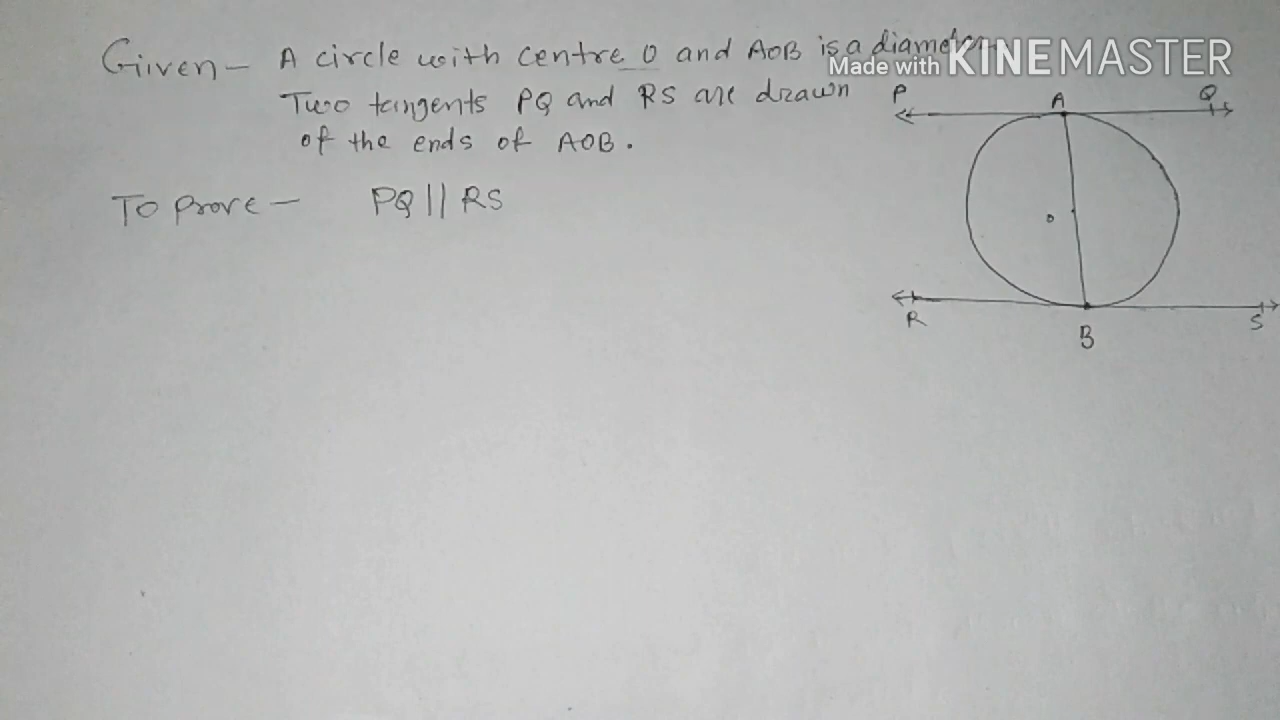 Given – A circle with centre O and AOB is a diameter.
Made with KINEMASTER
Two tangents PQ and RS are drawn
of the ends of AOB.
To Prove – PQ || RS
P A Q
o
R B S